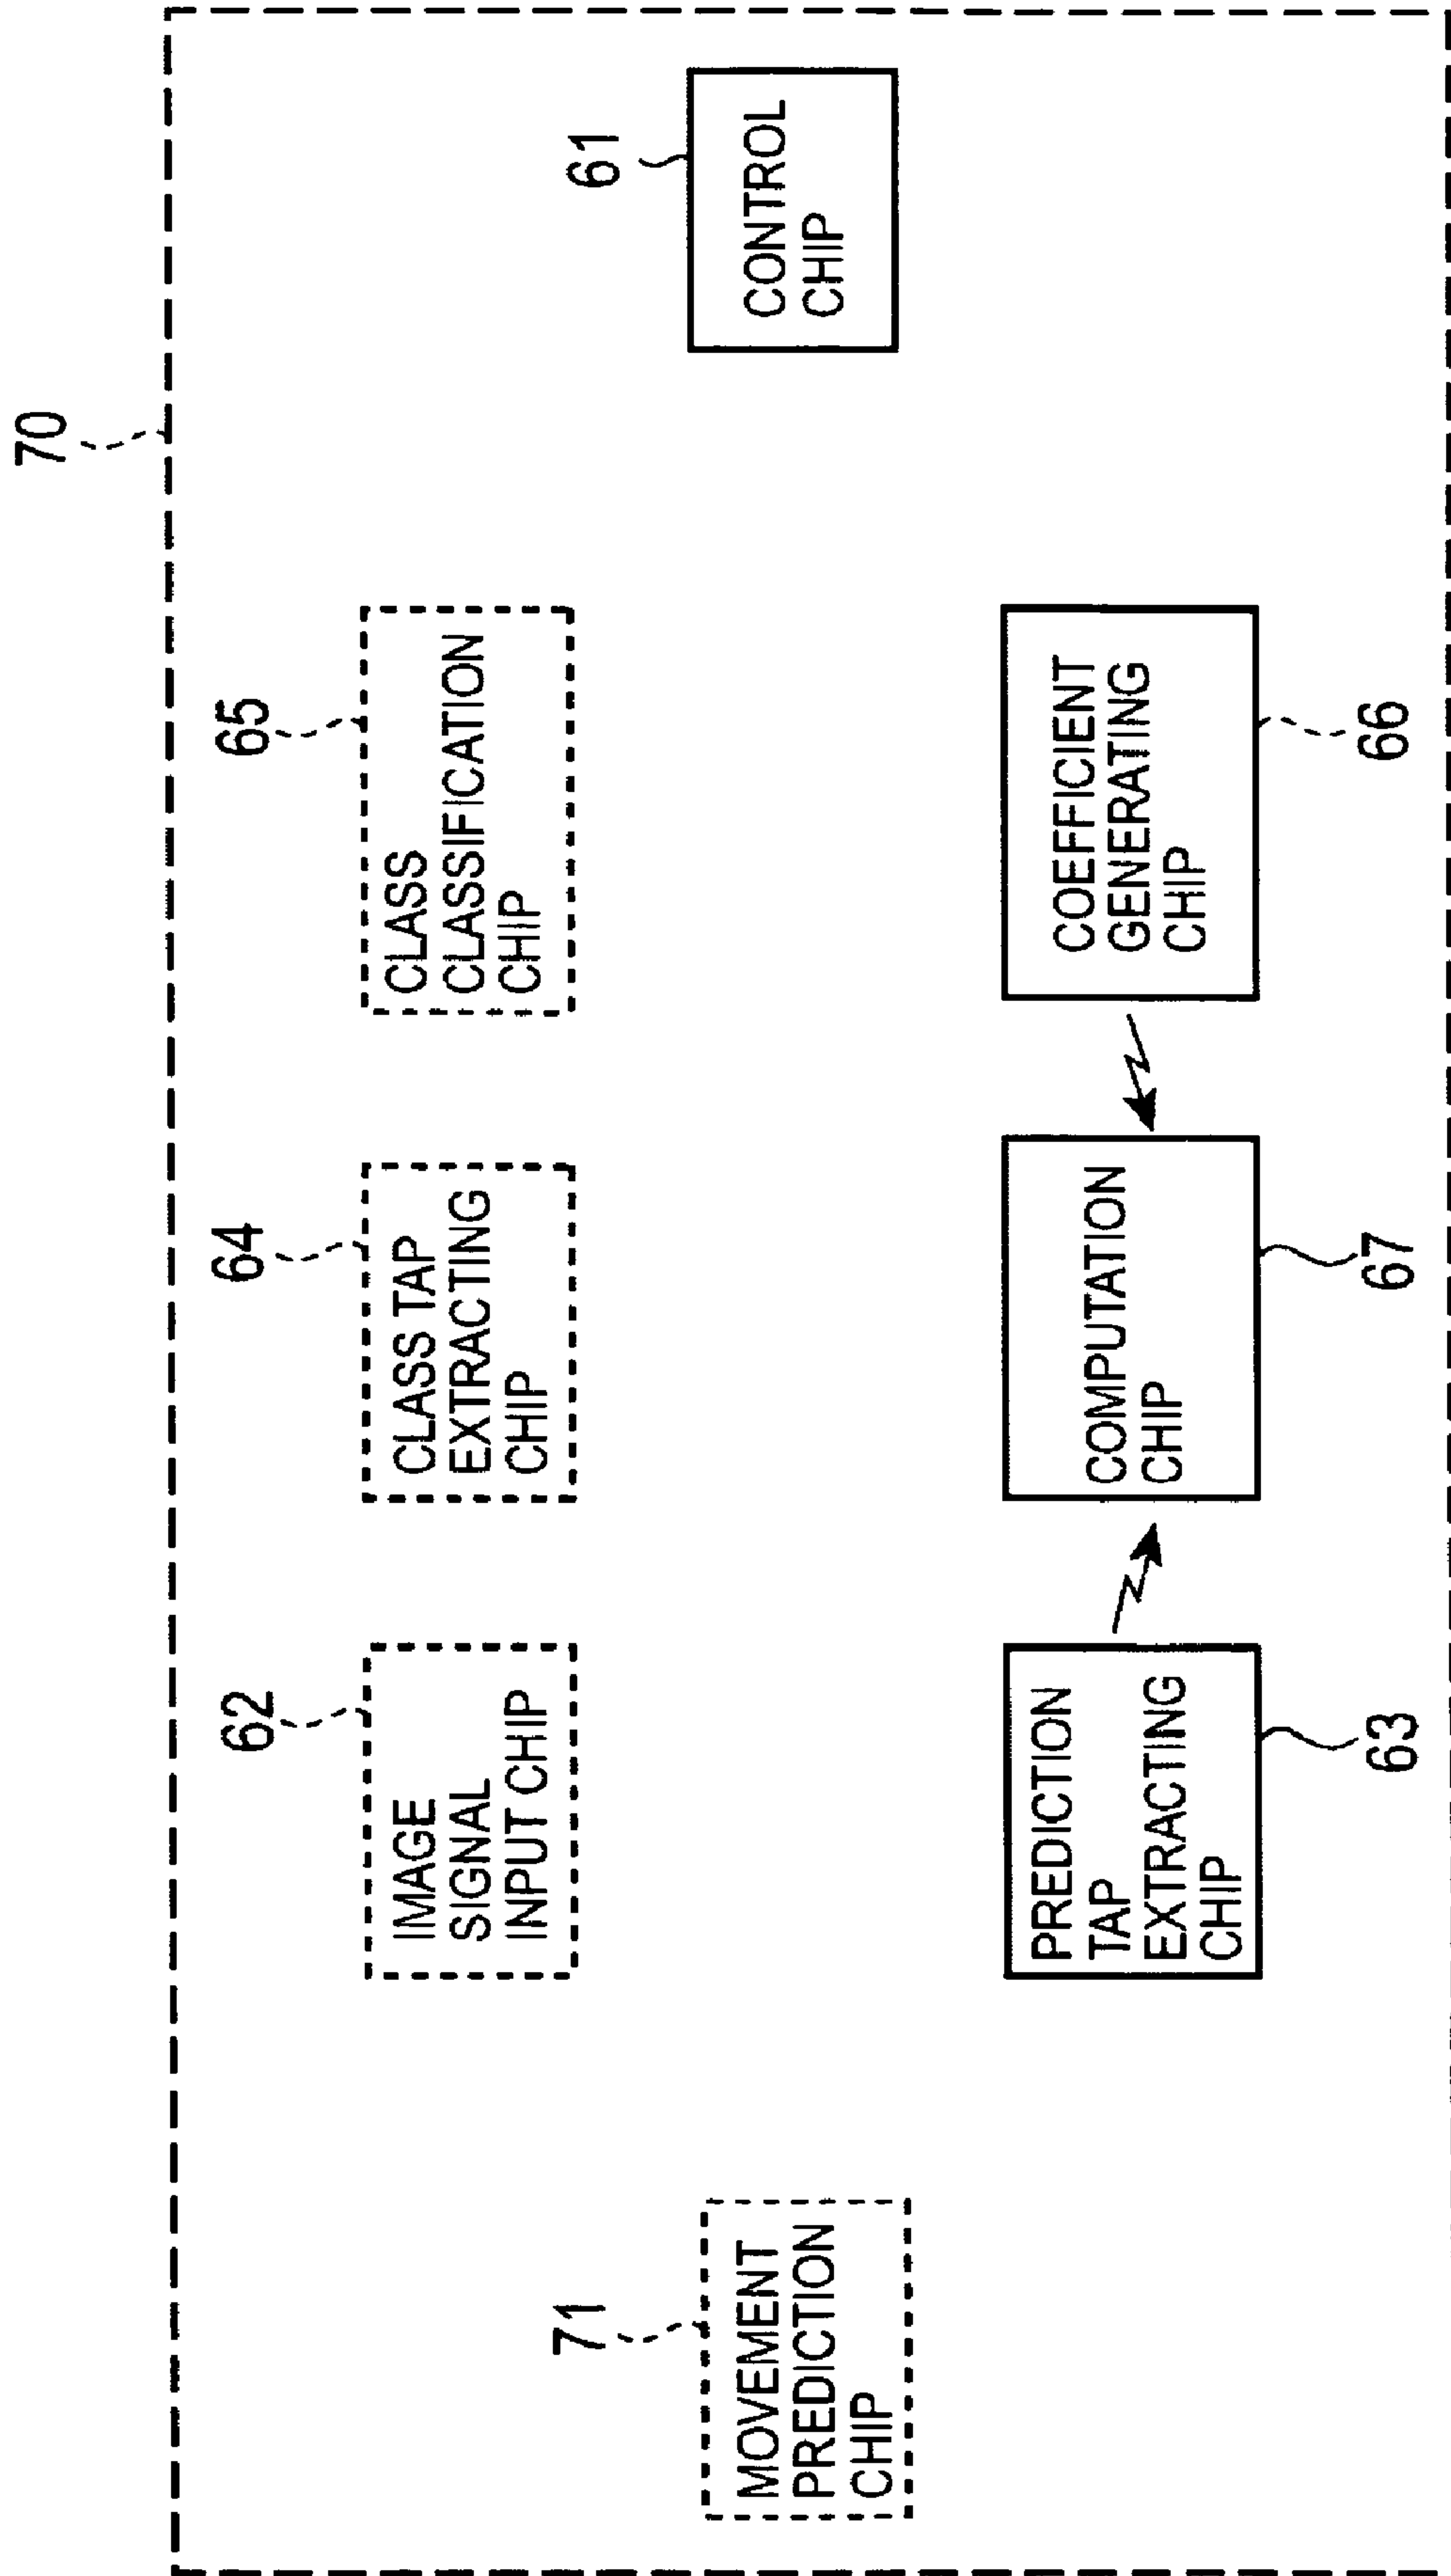 70
71
MOVEMENT
PREDICTION
CHIP
62
IMAGE
SIGNAL
INPUT CHIP
64
CLASS TAP
EXTRACTING
CHIP
65
CLASS
CLASSIFICATION
CHIP
61
CONTROL
CHIP
PREDICTION
TAP
EXTRACTING
CHIP
63
COMPUTATION
CHIP
67
COEFFICIENT
GENERATING
CHIP
66